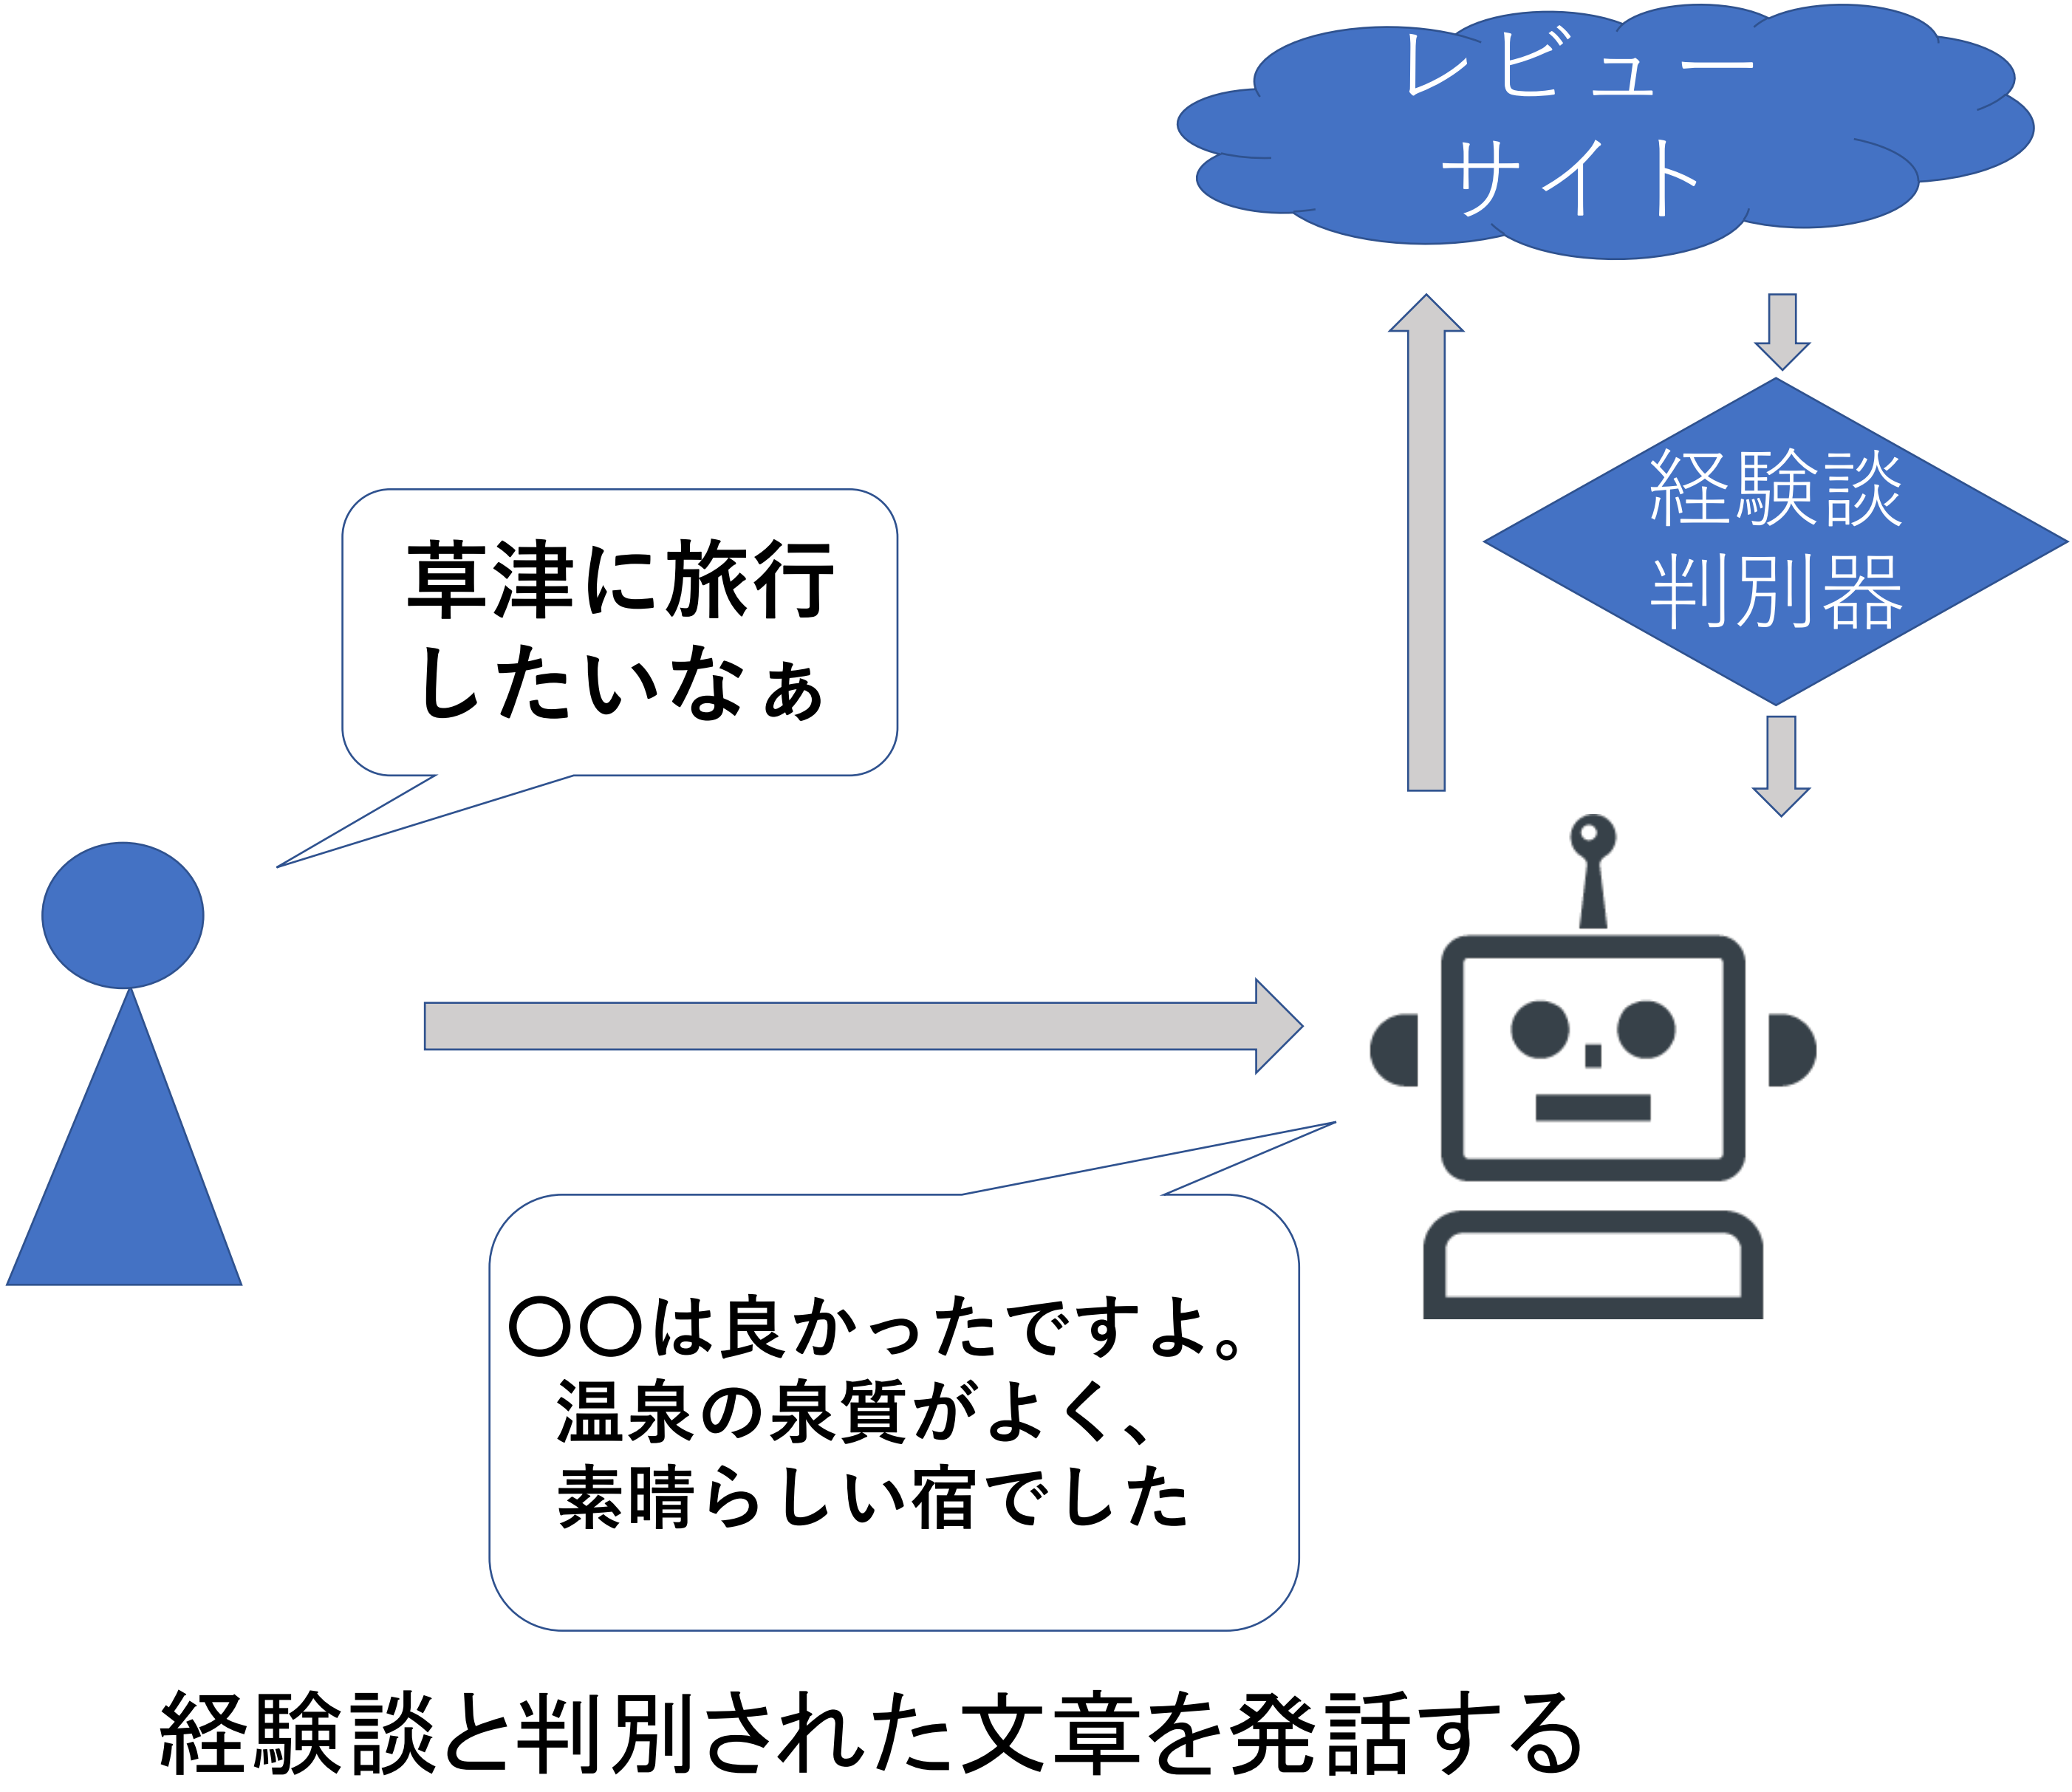 レビュー
サイト
経験談
判別器
草津に旅行
したいなぁ
〇〇は良かったですよ。
温泉の泉質がよく、
素晴らしい宿でした
経験談と判別された文章を発話する